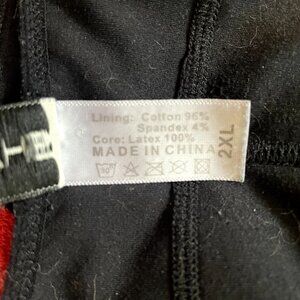 Lining: Cotton 96%
Spandex 4%
Core: Latex 100%
MADE IN CHINA
2XL